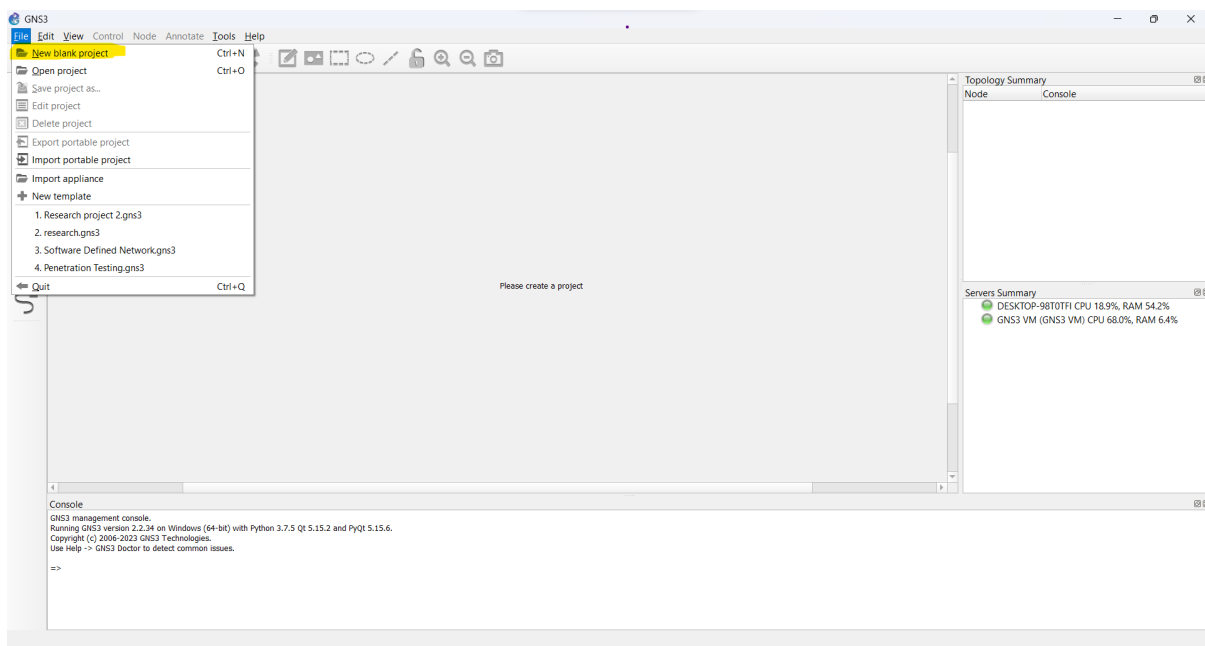 GNS3
File Edit View Control Node Annotate Tools Help
New blank project Ctrl+N
Open project Ctrl+O
Save project as...
Edit project
Delete project
Export portable project
Import portable project
Import appliance
New template
1. Research project 2.gns3
2. research.gns3
3. Software Defined Network.gns3
4. Penetration Testing.gns3
Quit Ctrl+Q
Please create a project
Topology Summary
Node Console
Servers Summary
DESKTOP-98T0TFI CPU 18.9%, RAM 54.2%
GNS3 VM (GNS3 VM) CPU 68.0%, RAM 6.4%
Console
GNS3 management console.
Running GNS3 version 2.2.34 on Windows (64-bit) with Python 3.7.5 Qt 5.15.2 and PyQt 5.15.6.
Copyright (c) 2006-2023 GNS3 Technologies.
Use Help -> GNS3 Doctor to detect common issues.
=>